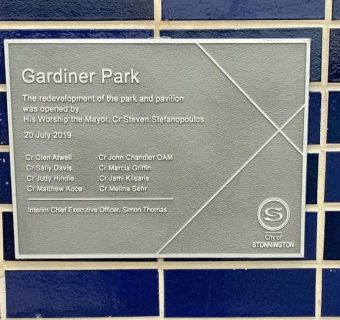 Gardiner Park
The redevelopment of the park and pavilion
was opened by
His Worship the Mayor, Cr Steven Stefanopoulos
20 July 2019
Cr Glen Atwell
Cr Sally Davis
Cr Judy Hindle
Cr Matthew Koce
Cr John Chandler OAM
Cr Marcia Griffin
Cr Jami Klisaris
Cr Melina Sehr
Interim Chief Executive Officer, Simon Thomas
City of
STONNINGTON